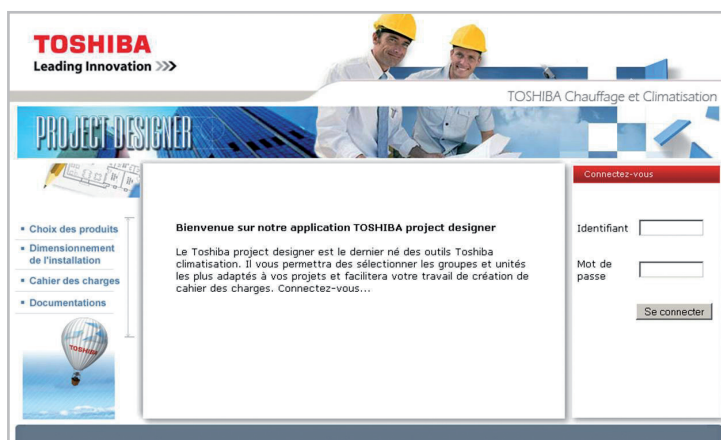 TOSHIBA
Leading Innovation >>>
TOSHIBA Chauffage et Climatisation
PROJECT DESIGNER
Connectez-vous
Choix des produits
Dimensionnement
de l'installation
Cahier des charges
Documentations
TOSHIBA
Bienvenue sur notre application TOSHIBA project designer
Le Toshiba project designer est le dernier né des outils Toshiba
climatisation. Il vous permettra des sélectionner les groupes et unités
les plus adaptés à vos projets et facilitera votre travail de création de
cahier des charges. Connectez-vous...
Identifiant
Mot de
passe
Se connecter